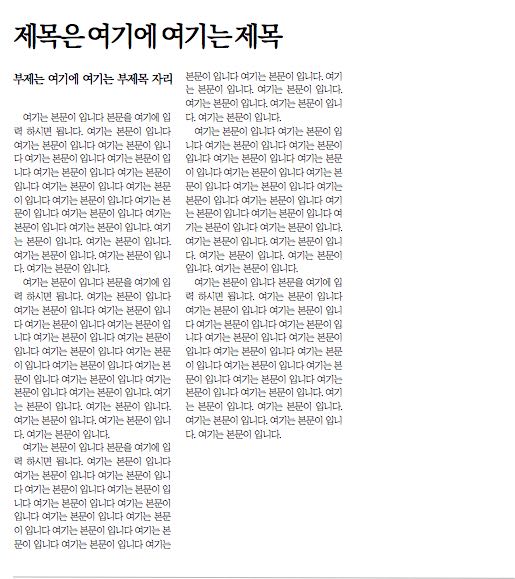 제목은 여기에 여기는 제목
부제는 여기에 여기는 부제목 자리
여기는 본문이 입니다 본문을 여기에 입
력 하시면 됩니다. 여기는 본문이 입니다
여기는 본문이 입니다 여기는 본문이 입니
다 여기는 본문이 입니다 여기는 본문이 입
니다 여기는 본문이 입니다 여기는 본문이
입니다 여기는 본문이 입니다 여기는 본문
이 입니다 여기는 본문이 입니다 여기는 본
문이 입니다 여기는 본문이 입니다 여기는
본문이 입니다 여기는 본문이 입니다. 여기
는 본문이 입니다. 여기는 본문이 입니다.
여기는 본문이 입니다. 여기는 본문이 입니
다. 여기는 본문이 입니다.
여기는 본문이 입니다 본문을 여기에 입
력 하시면 됩니다. 여기는 본문이 입니다
여기는 본문이 입니다 여기는 본문이 입니
다 여기는 본문이 입니다 여기는 본문이 입
니다 여기는 본문이 입니다 여기는 본문이
입니다 여기는 본문이 입니다 여기는 본문
이 입니다 여기는 본문이 입니다 여기는 본
문이 입니다 여기는 본문이 입니다 여기는
본문이 입니다 여기는 본문이 입니다. 여기
는 본문이 입니다. 여기는 본문이 입니다.
여기는 본문이 입니다. 여기는 본문이 입니
다. 여기는 본문이 입니다.
여기는 본문이 입니다 본문을 여기에 입
력 하시면 됩니다. 여기는 본문이 입니다
여기는 본문이 입니다 여기는 본문이 입니
다 여기는 본문이 입니다 여기는 본문이 입
니다 여기는 본문이 입니다 여기는 본문이
입니다 여기는 본문이 입니다 여기는 본문
이 입니다 여기는 본문이 입니다 여기는 본
문이 입니다 여기는 본문이 입니다 여기는
본문이 입니다 여기는 본문이 입니다. 여기
는 본문이 입니다. 여기는 본문이 입니다.
여기는 본문이 입니다. 여기는 본문이 입니
다. 여기는 본문이 입니다.
여기는 본문이 입니다 여기는 본문이 입
니다 여기는 본문이 입니다 여기는 본문이
입니다 여기는 본문이 입니다 여기는 본문
이 입니다 여기는 본문이 입니다 여기는 본
문이 입니다 여기는 본문이 입니다 여기는
본문이 입니다 여기는 본문이 입니다 여기
는 본문이 입니다 여기는 본문이 입니다 여
기는 본문이 입니다 여기는 본문이 입니다.
여기는 본문이 입니다. 여기는 본문이 입니
다. 여기는 본문이 입니다. 여기는 본문이
입니다. 여기는 본문이 입니다.
여기는 본문이 입니다 본문을 여기에 입
력 하시면 됩니다. 여기는 본문이 입니다
여기는 본문이 입니다 여기는 본문이 입니
다 여기는 본문이 입니다 여기는 본문이 입
니다 여기는 본문이 입니다 여기는 본문이
입니다 여기는 본문이 입니다 여기는 본문
이 입니다 여기는 본문이 입니다 여기는 본
문이 입니다 여기는 본문이 입니다 여기는
본문이 입니다 여기는 본문이 입니다. 여기
는 본문이 입니다. 여기는 본문이 입니다.
여기는 본문이 입니다. 여기는 본문이 입니
다. 여기는 본문이 입니다.